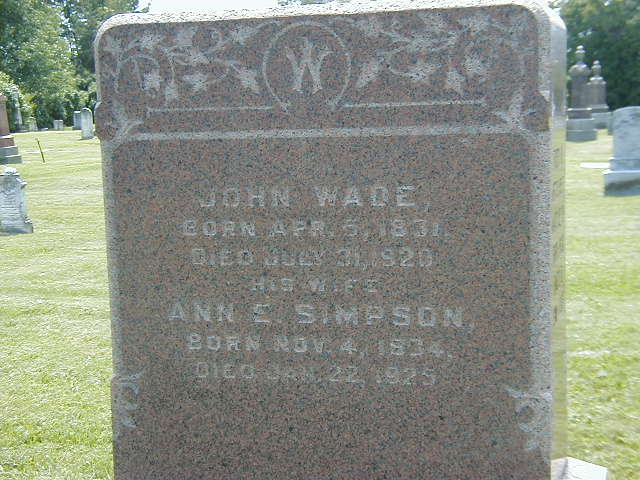 W
JOHN WADE,
BORN APR. 5, 1831.
DIED JULY 31, 1920
HIS WIFE
ANN E. SIMPSON,
BORN NOV. 4, 1834,
DIED JAN. 22, 1925